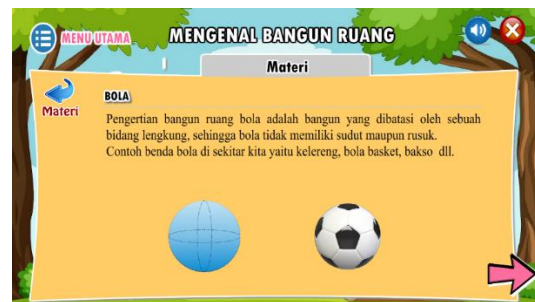 MENU UTAMA
MENGENAL BANGUN RUANG
Materi
Materi
BOLA
Pengertian bangun ruang bola adalah bangun yang dibatasi oleh sebuah
bidang lengkung, sehingga bola tidak memiliki sudut maupun rusuk.
Contoh benda bola di sekitar kita yaitu kelereng, bola basket, bakso dll.